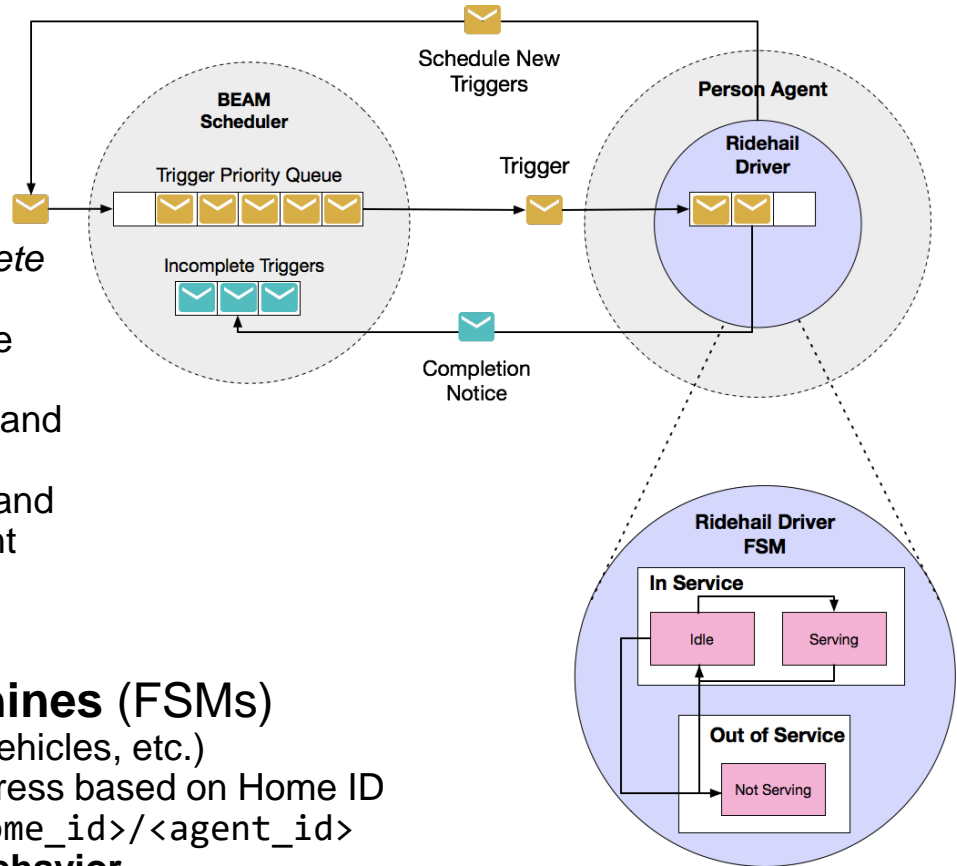 Schedule New
Triggers
BEAM
Scheduler
Person Agent
Ridehail
Driver
Trigger Priority Queue
Trigger
Incomplete Triggers
Completion
Notice
ete
e
and
and
nt
Ridehail Driver
FSM
In Service
Idle
Serving
Out of Service
Not Serving
hines (FSMs)
ehicles, etc.)
ress based on Home ID
ome_id>/<agent_id>